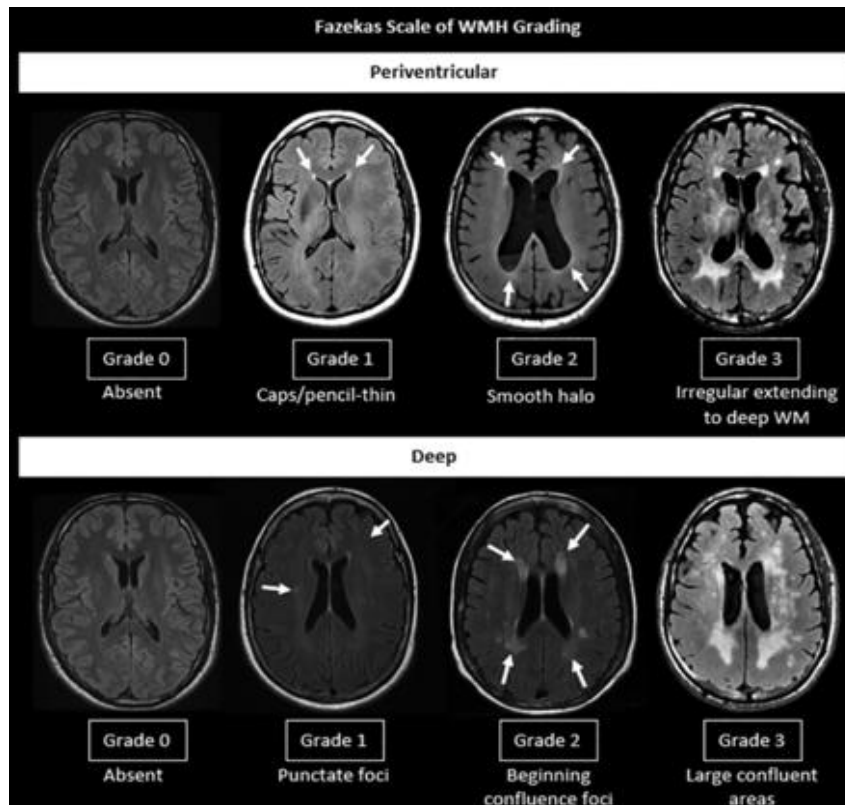 Fazekas Scale of WMH Grading
Periventricular
Grade 0
Grade 1
Grade 2
Grade 3
Absent
Caps/pencil-thin
Smooth halo
Irregular extending
to deep WM
Deep
Grade 0
Grade 1
Grade 2
Grade 3
Absent
Punctate foci
Beginning
confluence foci
Large confluent
areas